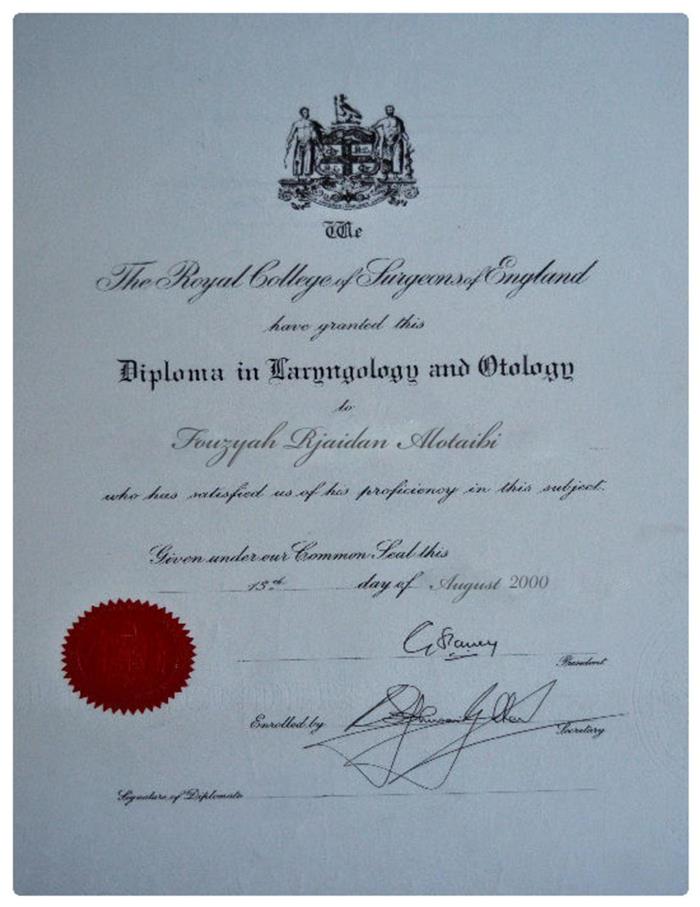 We
The Royal College of Surgeons of England
have granted this
Diploma in Laryngology and Otology
to
Fouzyah Rjaidan Alotaibi
who has satisfied us of his proficiency in this subject.
Given under our Common Seal this
15th day of August 2000
President
Enrolled by
Secretary
Signature of Diplomate